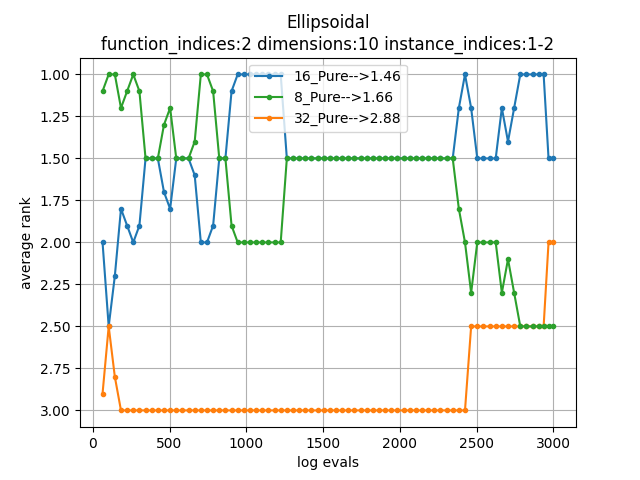 Ellipsoidal
function_indices:2 dimensions:10 instance_indices:1-2
1.00
1.25
1.50
1.75
2.00
2.25
2.50
2.75
3.00
average rank
16_Pure-->1.46
8_Pure-->1.66
32_Pure-->2.88
0
500
1000
1500
2000
2500
3000
log evals